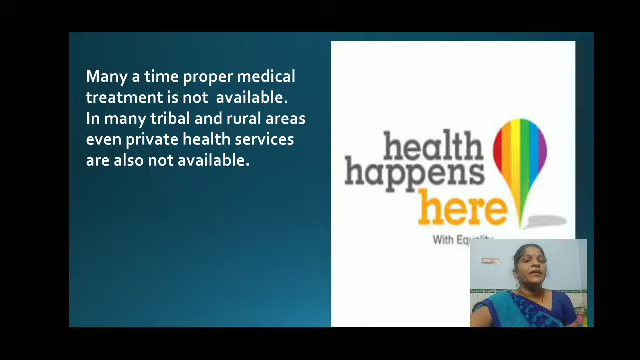 Many a time proper medical
treatment is not available.
In many tribal and rural areas
even private health services
are also not available.
health
happens
here
With Equality